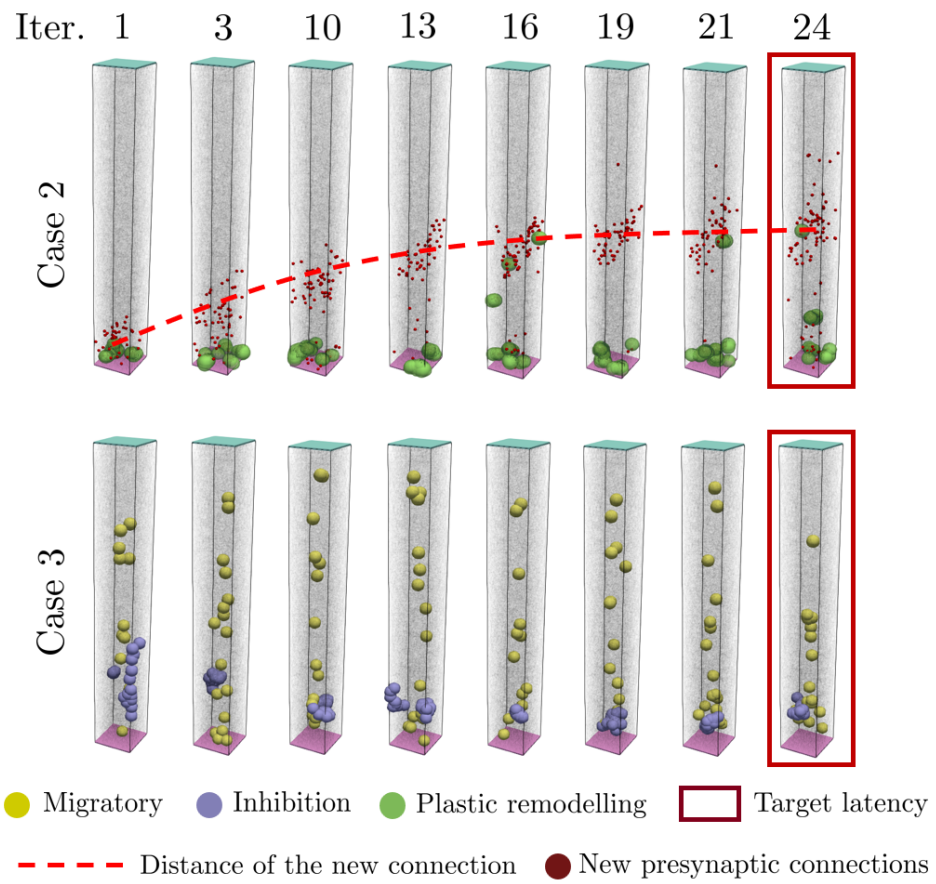 Iter. 1 3 10 13 16 19 21 24
Case 2
Case 3
Migratory Inhibition Plastic remodelling Target latency
Distance of the new connection New presynaptic connections